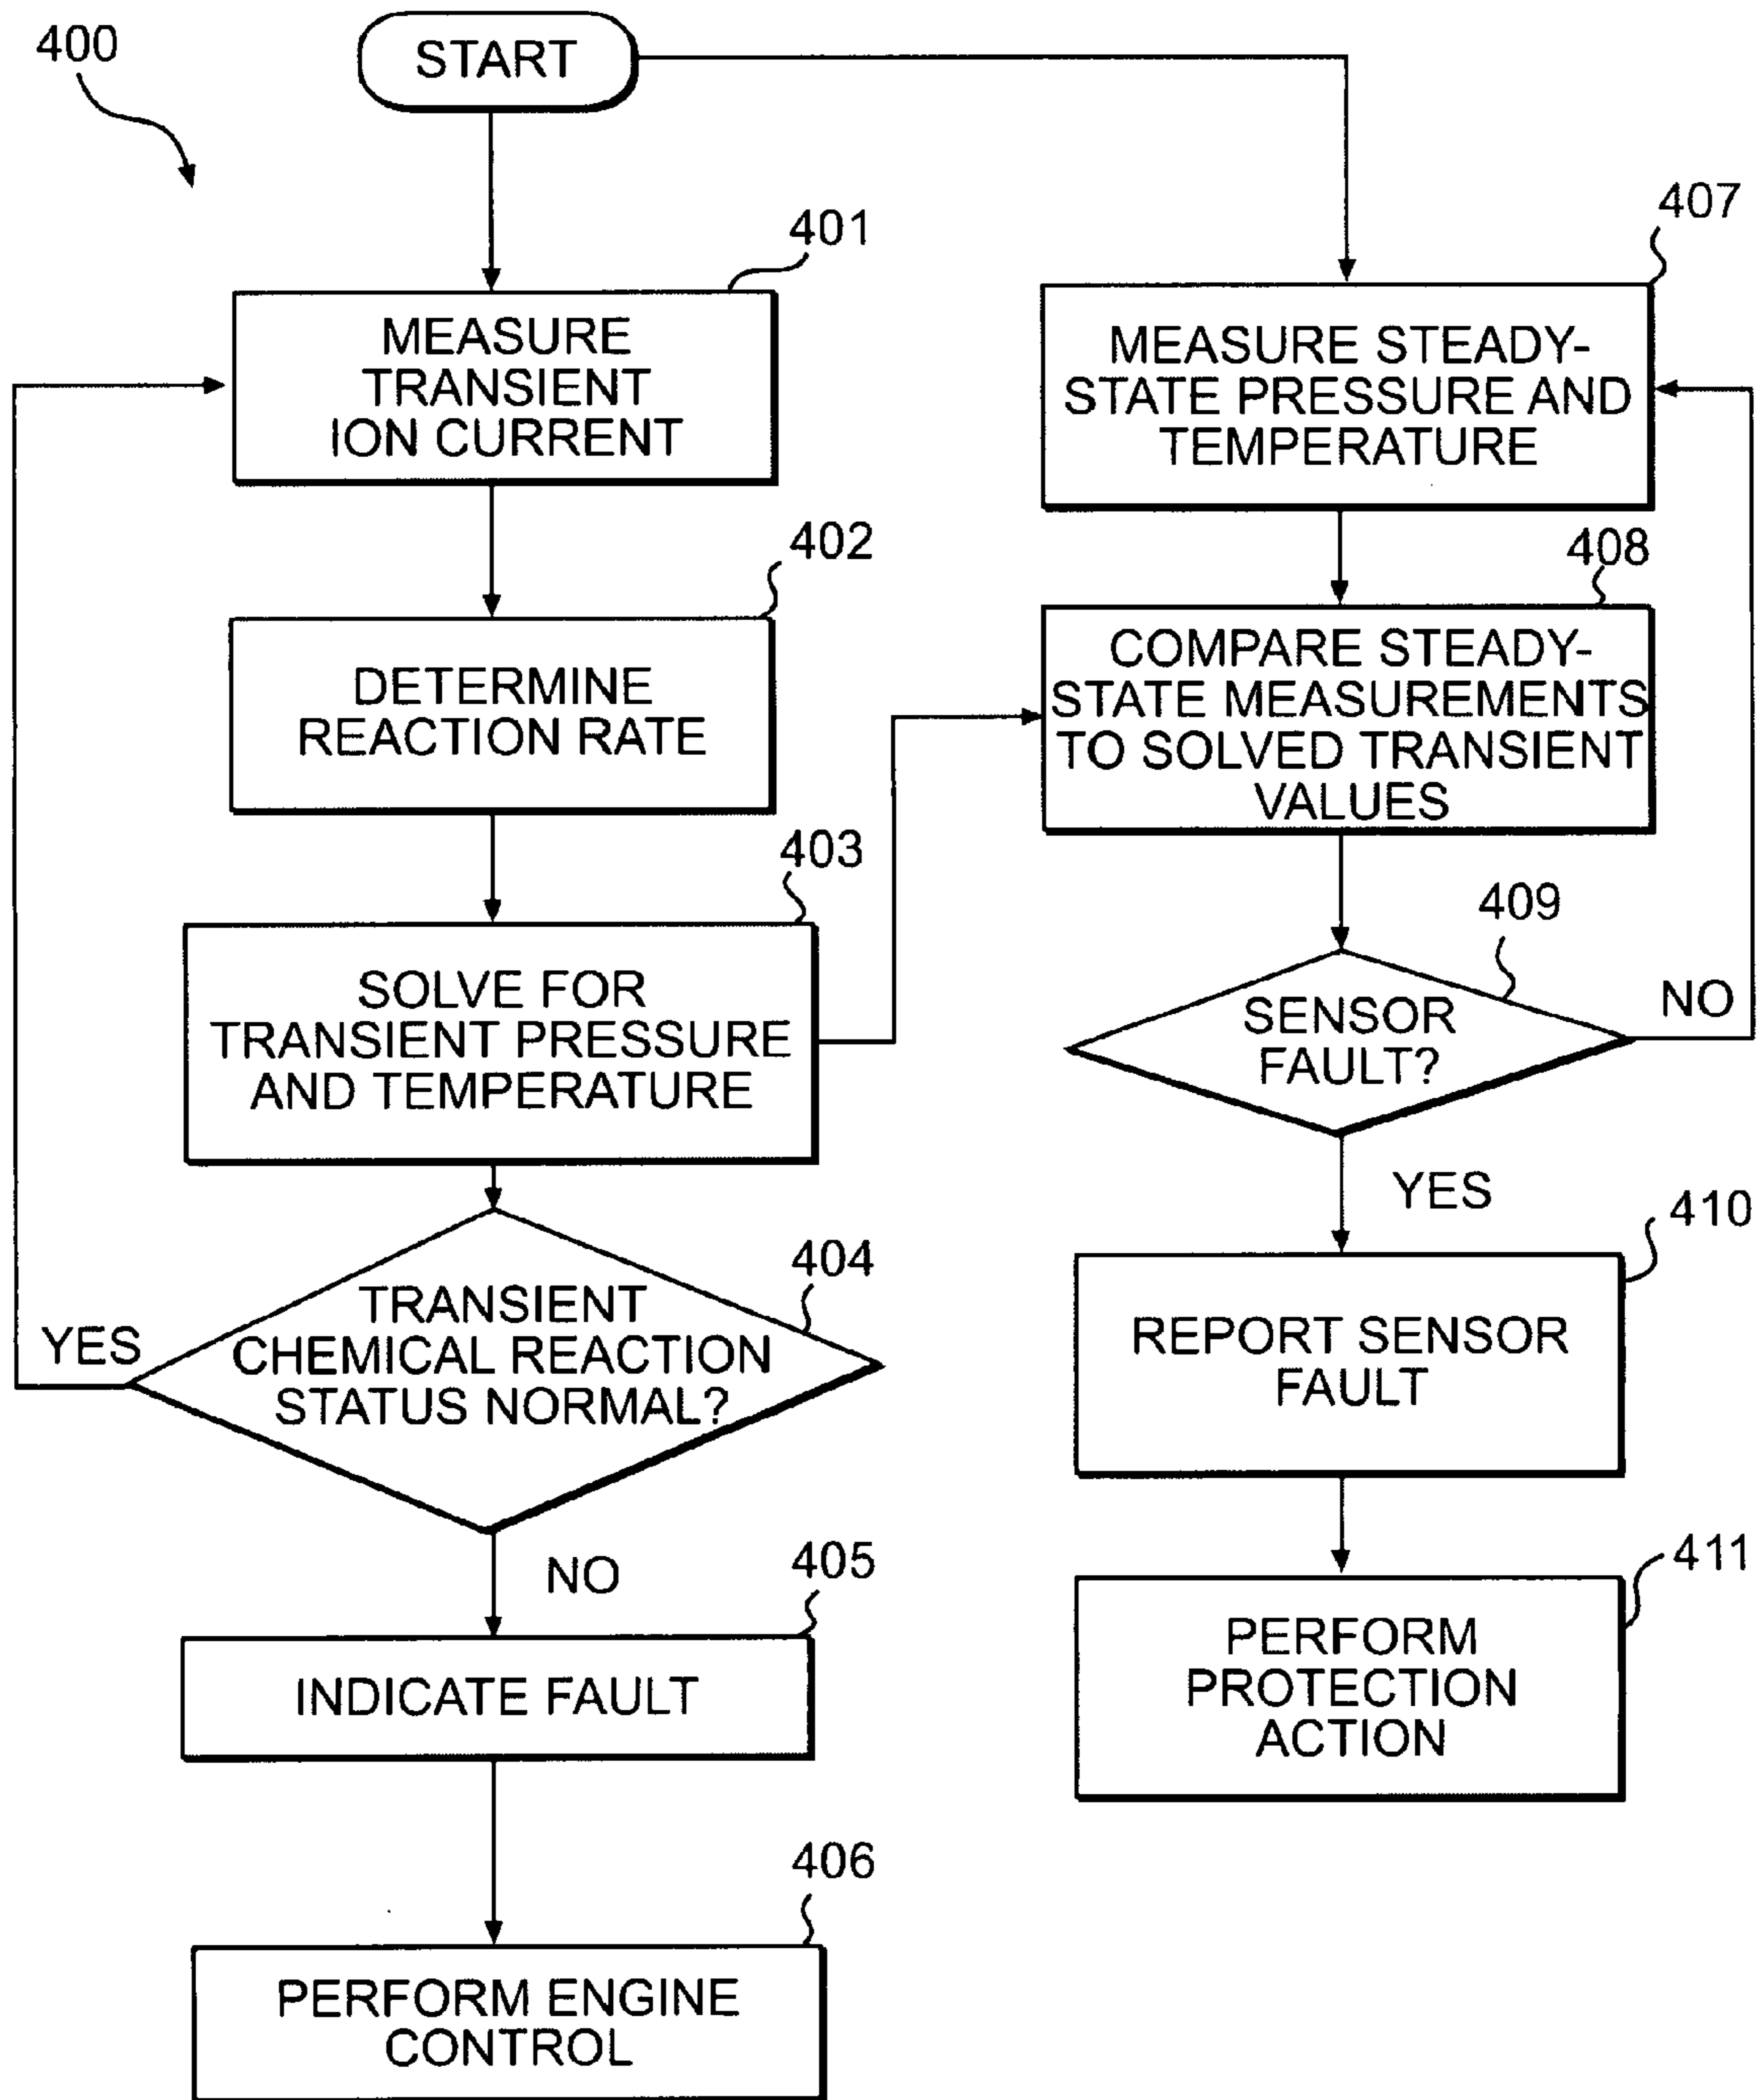 400
START
401
MEASURE
TRANSIENT
ION CURRENT
402
DETERMINE
REACTION RATE
403
SOLVE FOR
TRANSIENT PRESSURE
AND TEMPERATURE
404
TRANSIENT
CHEMICAL REACTION
STATUS NORMAL?
YES
NO
405
INDICATE FAULT
406
PERFORM ENGINE
CONTROL
407
MEASURE STEADY-
STATE PRESSURE AND
TEMPERATURE
408
COMPARE STEADY-
STATE MEASUREMENTS
TO SOLVED TRANSIENT
VALUES
409
SENSOR
FAULT?
NO
YES
410
REPORT SENSOR
FAULT
411
PERFORM
PROTECTION
ACTION